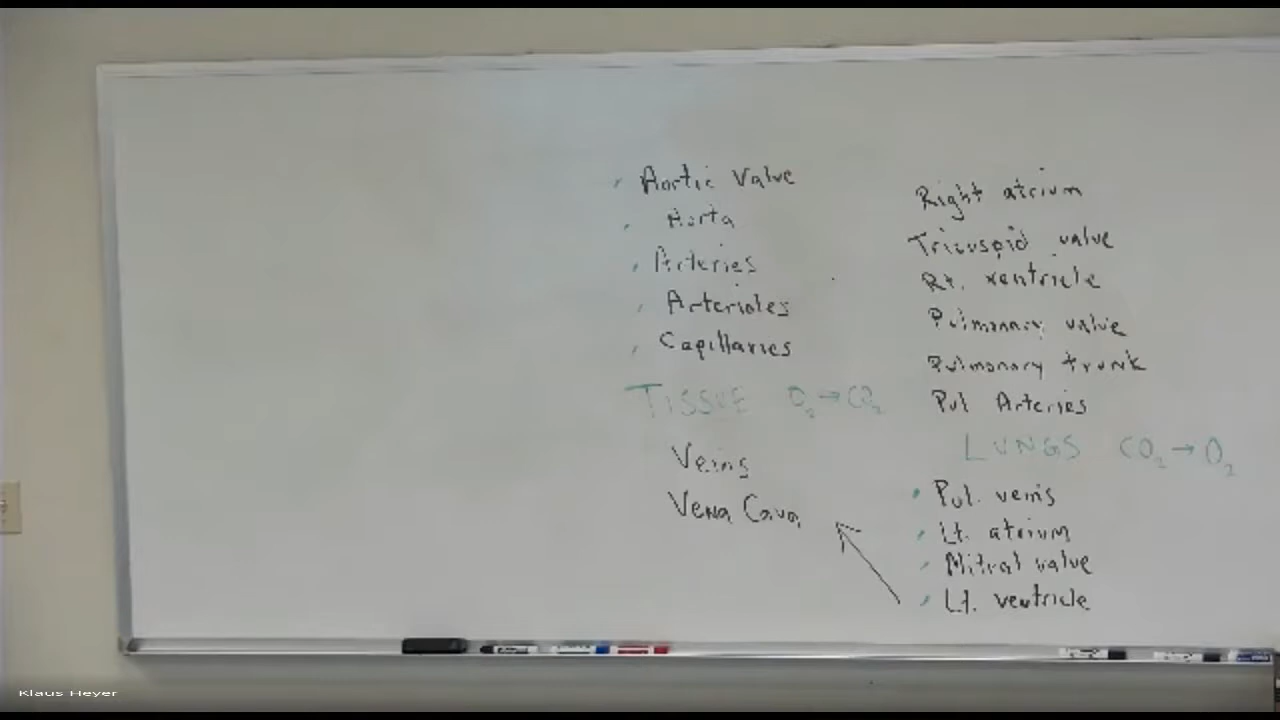 Aortic Valve
Aorta
Arteries
Arterioles
Capillaries
TISSUE O₂ → CO₂
Veins
Vena Cava
Right atrium
Tricuspid valve
Rt. ventricle
Pulmonary valve
Pulmonary trunk
Pul Arteries
LUNGS CO₂ → O₂
Pul. veins
Lt. atrium
Mitral valve
Lt. ventricle
Klaus Heyer